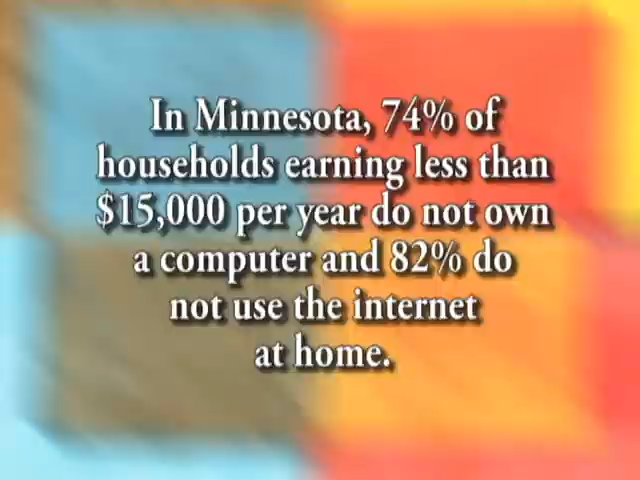 In Minnesota, 74% of
households earning less than
$15,000 per year do not own
a computer and 82% do
not use the internet
at home.